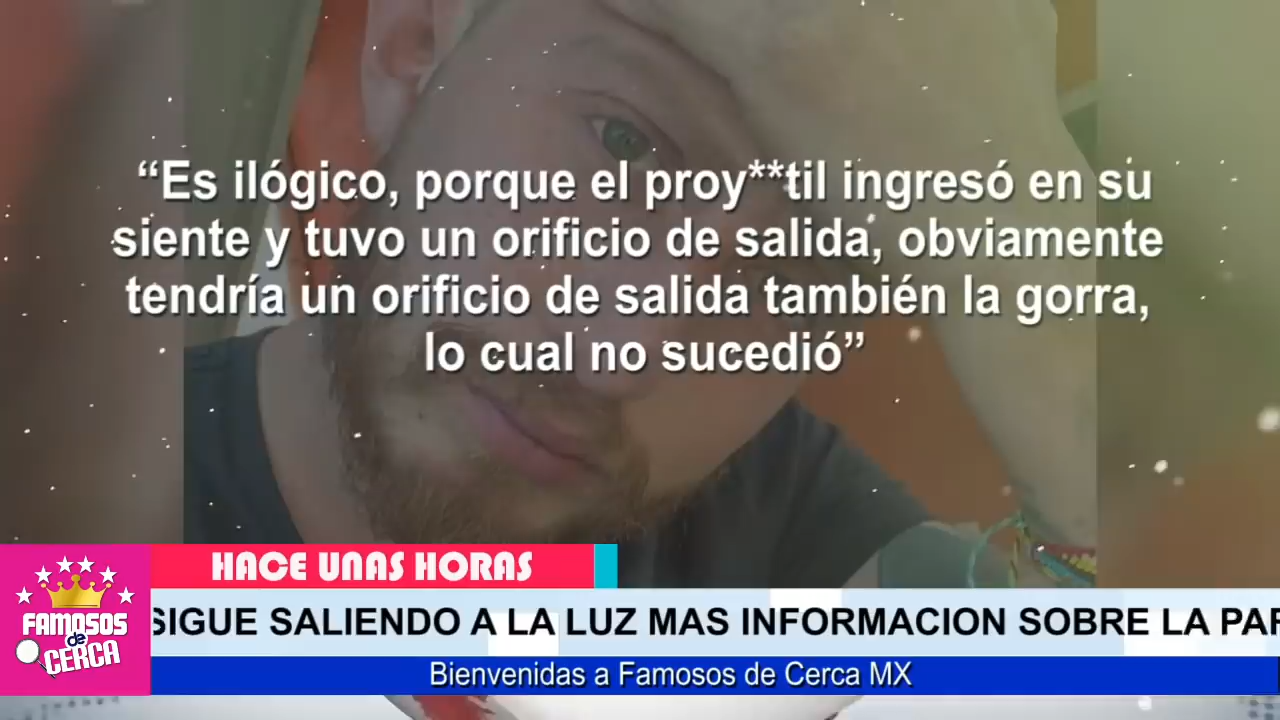 “Es ilógico, porque el proy**til ingresó en su
siente y tuvo un orificio de salida, obviamente
tendría un orificio de salida también la gorra,
lo cual no sucedió”
HACE UNAS HORAS
FAMOSOS
de
CERCA
SIGUE SALIENDO A LA LUZ MAS INFORMACION SOBRE LA
Bienvenidas a Famosos de Cerca MX